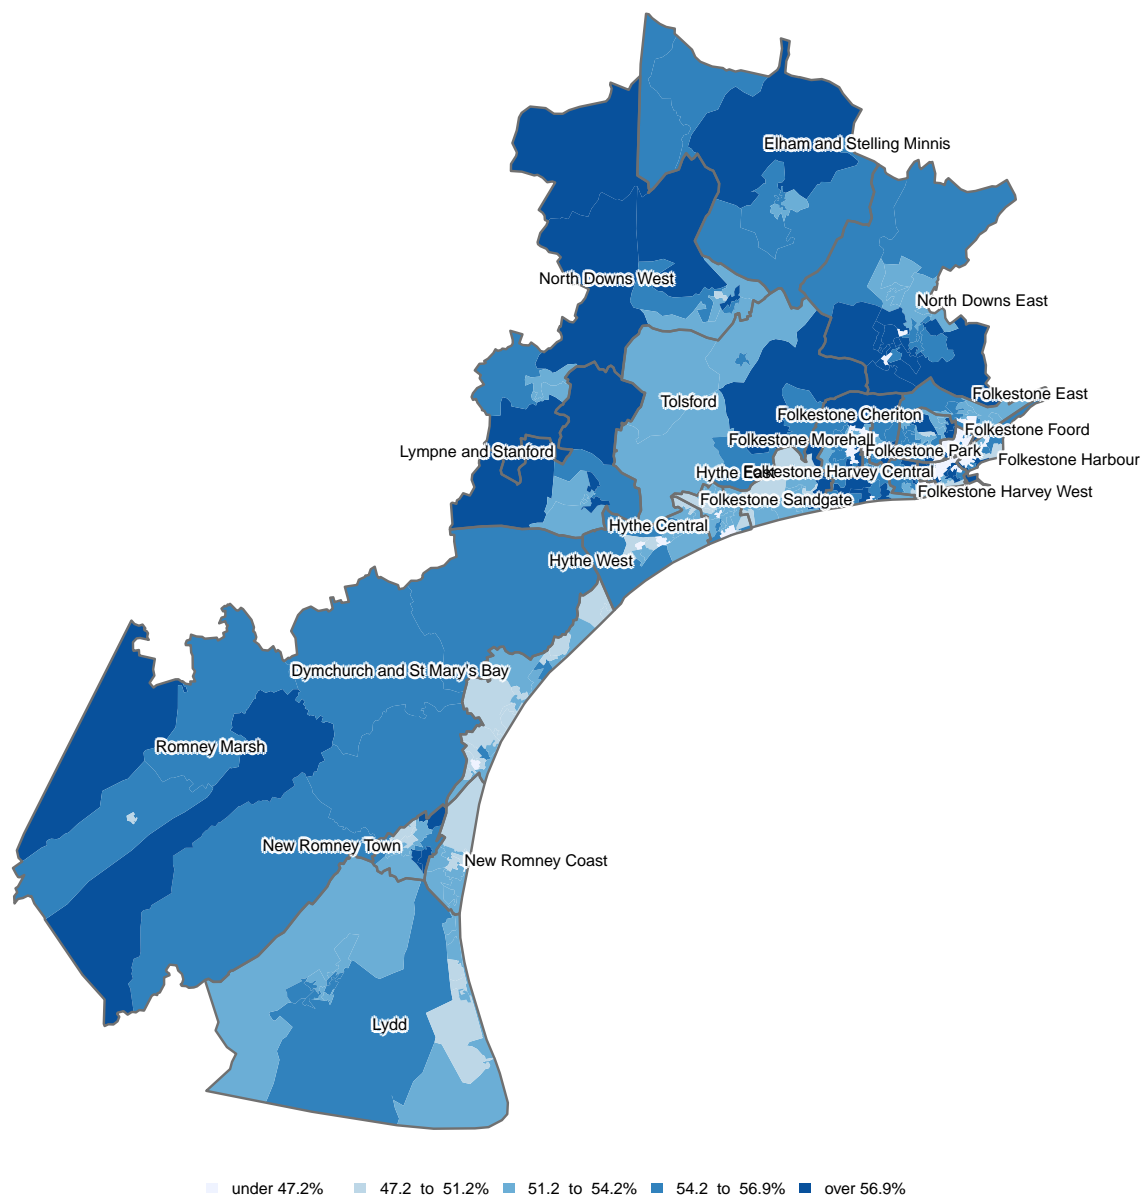 Elham and Stelling Minnis
North Downs West
North Downs East
Folkestone East
Tolsford
Folkestone Cheriton
Folkestone Foord
Folkestone Morehall
Folkestone Park
Lympne and Stanford
Folkestone Harbour
Hythe East
Folkestone Harvey Central
Folkestone Harvey West
Folkestone Sandgate
Hythe Central
Hythe West
Dymchurch and St Mary's Bay
Romney Marsh
New Romney Town
New Romney Coast
Lydd
under 47.2% 47.2 to 51.2% 51.2 to 54.2% 54.2 to 56.9% over 56.9%